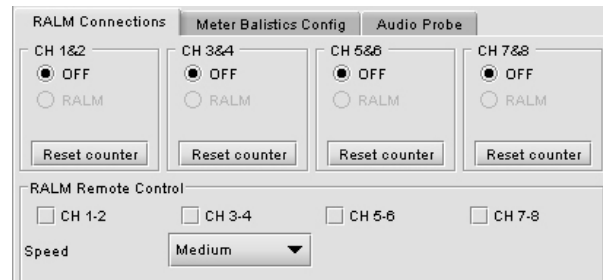 RALM Connections Meter Balistics Config Audio Probe
CH 1&2 CH 3&4 CH 5&6 CH 7&8
OFF OFF OFF OFF
RALM RALM RALM RALM
Reset counter Reset counter Reset counter Reset counter
RALM Remote Control
CH 1-2 CH 3-4 CH 5-6 CH 7-8
Speed Medium